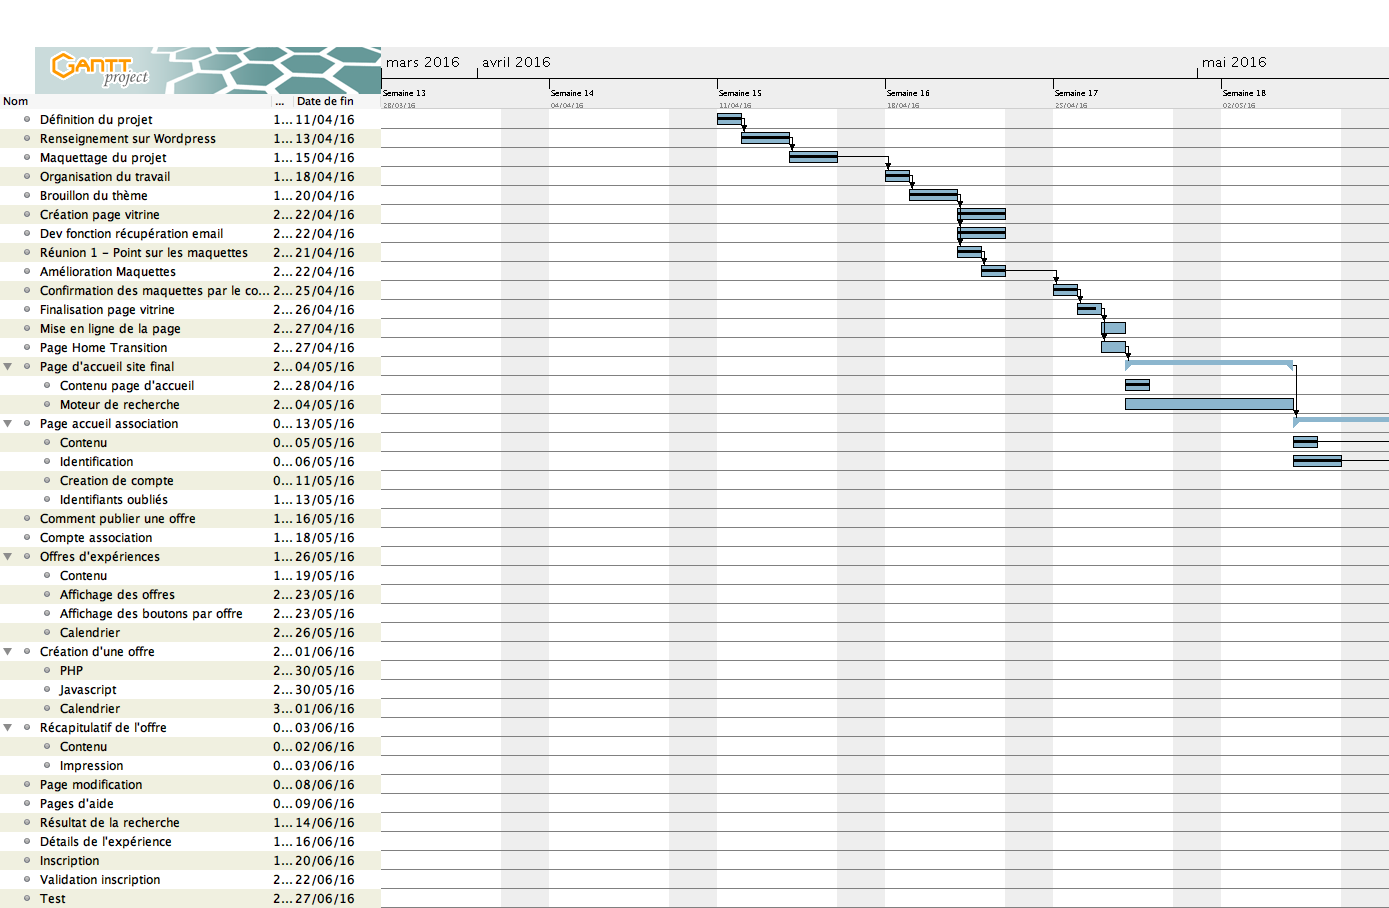 GANTT
project
mars 2016 avril 2016 mai 2016
Semaine 13 Semaine 14 Semaine 15 Semaine 16 Semaine 17 Semaine 18
28/03/16 04/04/16 11/04/16 18/04/16 25/04/16 02/05/16
Nom ... Date de fin
Définition du projet 1... 11/04/16
Renseignement sur Wordpress 1... 13/04/16
Maquettage du projet 1... 15/04/16
Organisation du travail 1... 18/04/16
Brouillon du thème 1... 20/04/16
Création page vitrine 2... 22/04/16
Dev fonction récupération email 2... 22/04/16
Réunion 1 - Point sur les maquettes 2... 21/04/16
Amélioration Maquettes 2... 22/04/16
Confirmation des maquettes par le co... 2... 25/04/16
Finalisation page vitrine 2... 26/04/16
Mise en ligne de la page 2... 27/04/16
Page Home Transition 2... 27/04/16
Page d'accueil site final 2... 04/05/16
Contenu page d'accueil 2... 28/04/16
Moteur de recherche 2... 04/05/16
Page accueil association 0... 13/05/16
Contenu 0... 05/05/16
Identification 0... 06/05/16
Creation de compte 0... 11/05/16
Identifiants oubliés 1... 13/05/16
Comment publier une offre 1... 16/05/16
Compte association 1... 18/05/16
Offres d'expériences 1... 26/05/16
Contenu 1... 19/05/16
Affichage des offres 2... 23/05/16
Affichage des boutons par offre 2... 23/05/16
Calendrier 2... 26/05/16
Création d'une offre 2... 01/06/16
PHP 2... 30/05/16
Javascript 2... 30/05/16
Calendrier 3... 01/06/16
Récapitulatif de l'offre 0... 03/06/16
Contenu 0... 02/06/16
Impression 0... 03/06/16
Page modification 0... 08/06/16
Pages d'aide 0... 09/06/16
Résultat de la recherche 1... 14/06/16
Détails de l'expérience 1... 16/06/16
Inscription 1... 20/06/16
Validation inscription 2... 22/06/16
Test 2... 27/06/16